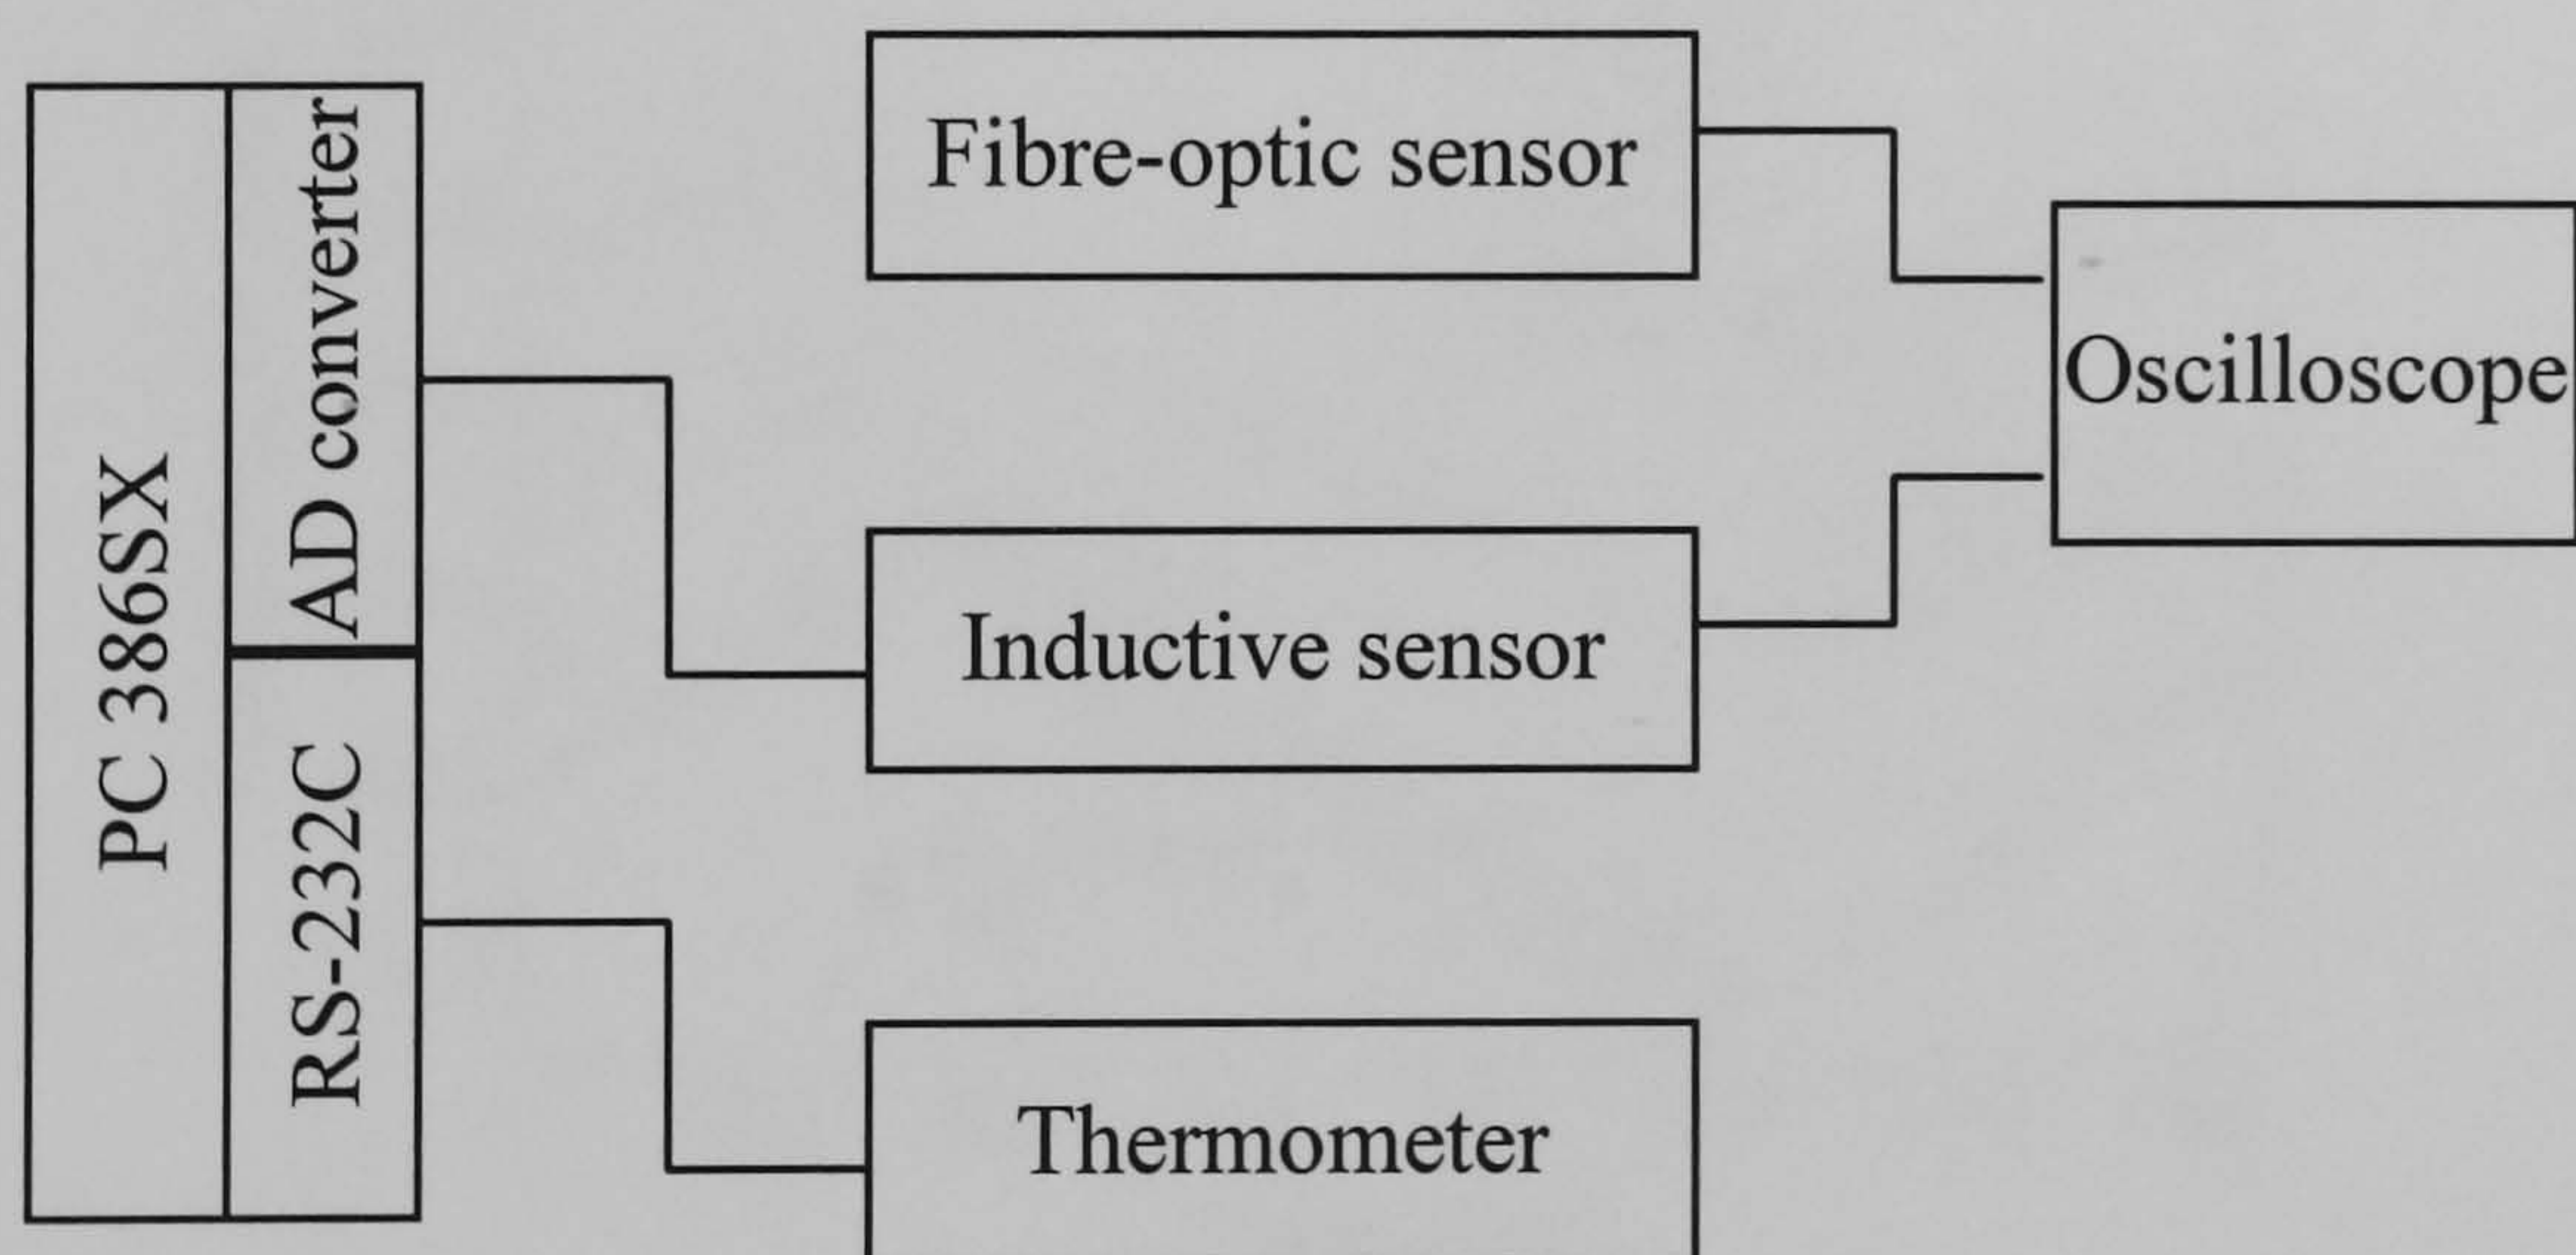 PC 386SX
AD converter
RS-232C
Fibre-optic sensor
Inductive sensor
Thermometer
Oscilloscope